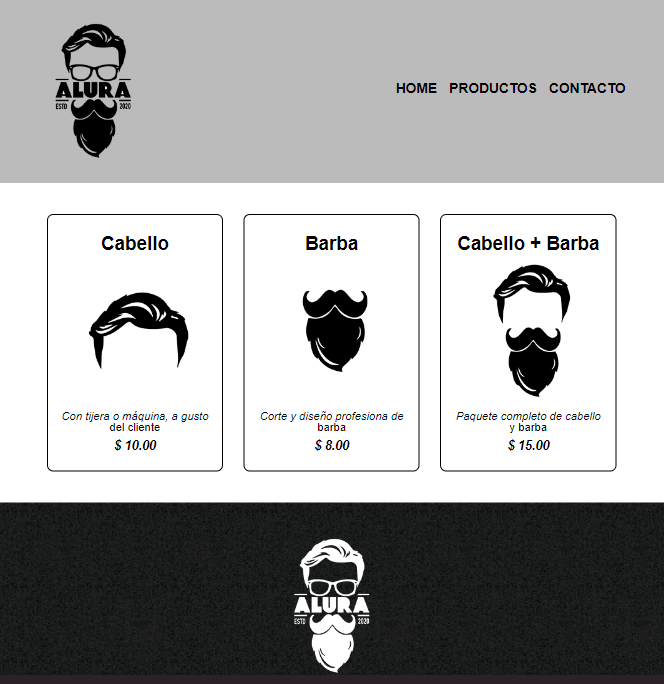 ALURA
ESTD 2020
HOME PRODUCTOS CONTACTO
Cabello
Con tijera o máquina, a gusto
del cliente
$ 10.00
Barba
Corte y diseño profesiona de
barba
$ 8.00
Cabello + Barba
Paquete completo de cabello
y barba
$ 15.00
ALURA
ESTD 2020